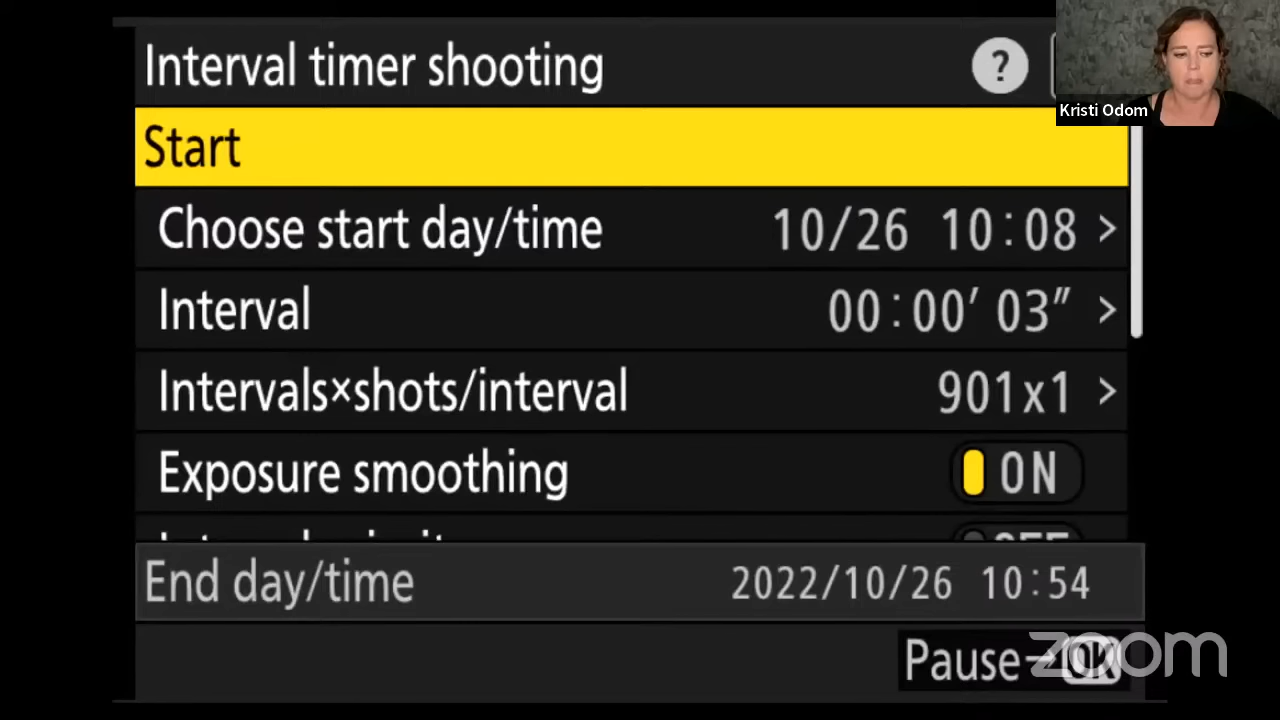 Interval timer shooting ?
Kristi Odom
Start
Choose start day/time 10/26 10:08 >
Interval 00:00′ 03″ >
Intervals×shots/interval 901x1 >
Exposure smoothing ON
End day/time 2022/10/26 10:54
Pause→OK
zoom